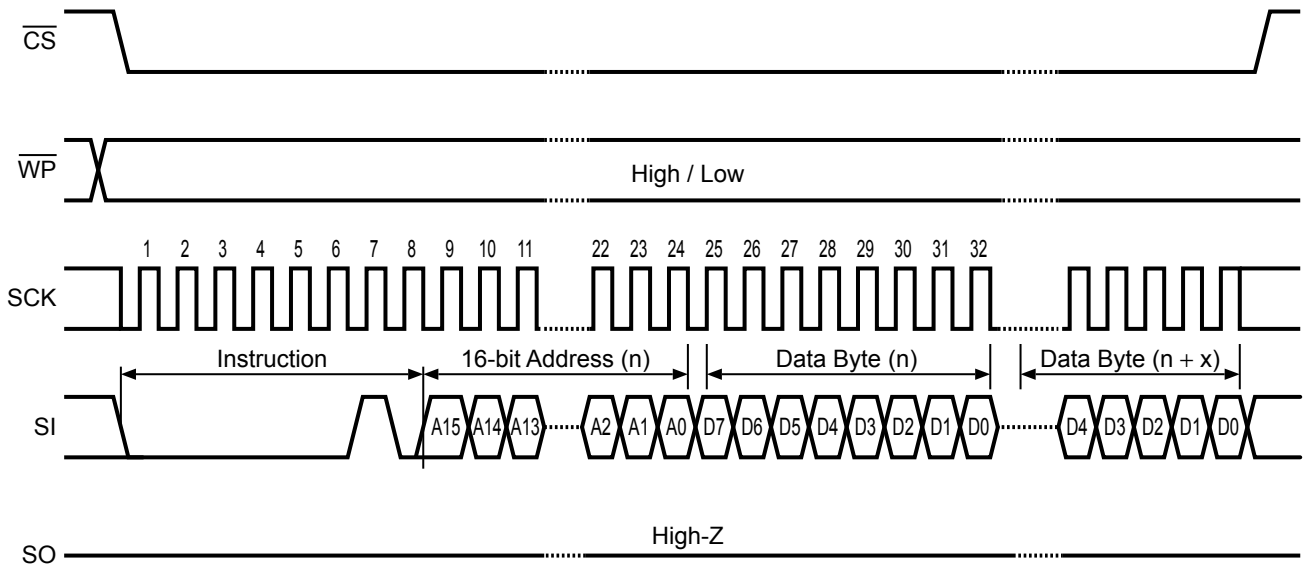 CS
WP
High / Low
1 2 3 4 5 6 7 8 9 10 11 22 23 24 25 26 27 28 29 30 31 32
SCK
Instruction 16-bit Address (n) Data Byte (n) Data Byte (n + x)
SI A15 A14 A13 A2 A1 A0 D7 D6 D5 D4 D3 D2 D1 D0 D4 D3 D2 D1 D0
High-Z
SO